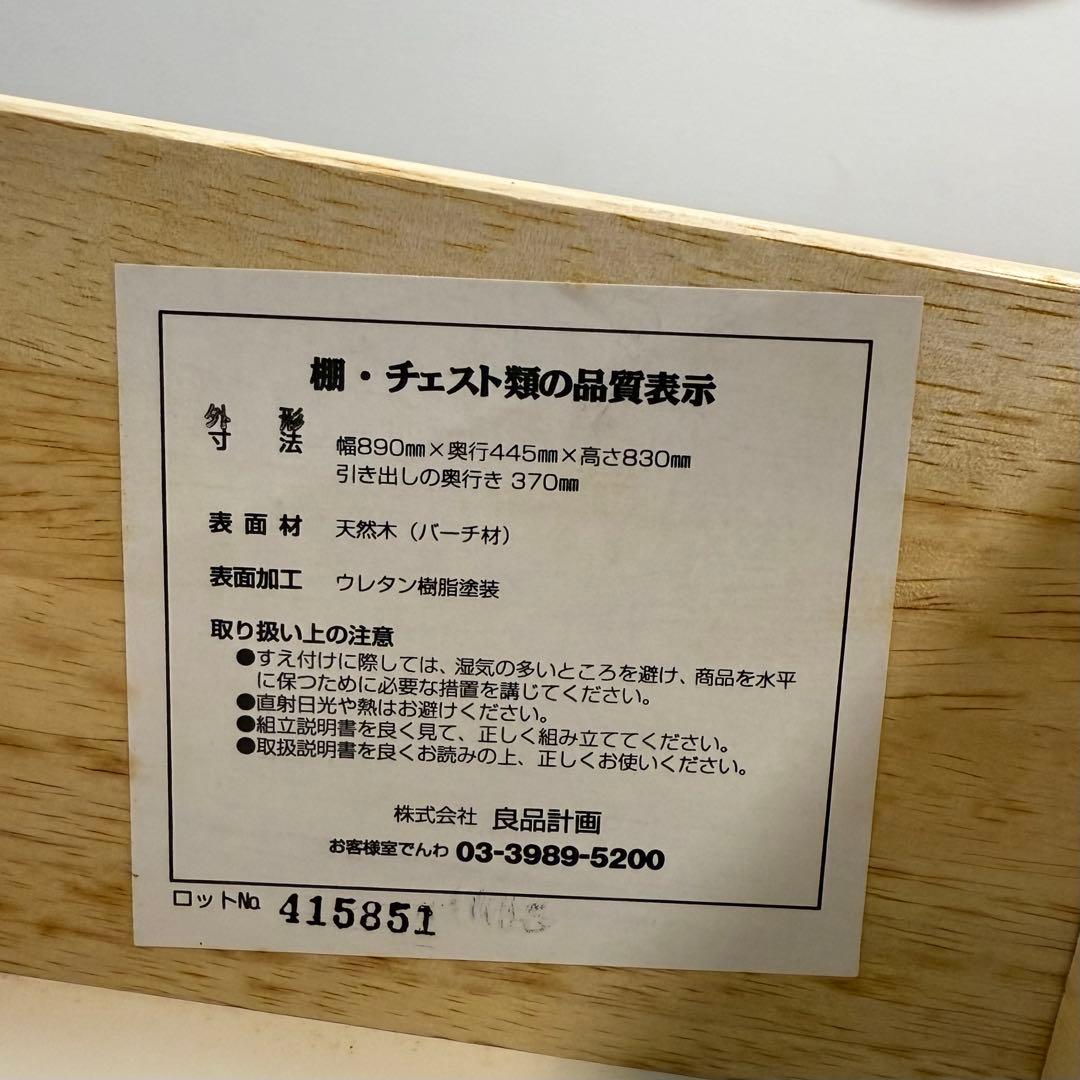 棚・チェスト類の品質表示
外形寸法 幅890㎜×奥行445㎜×高さ830㎜
引き出しの奥行き 370㎜
表面材 天然木（バーチ材）
表面加工 ウレタン樹脂塗装
取り扱い上の注意
●すえ付けに際しては、湿気の多いところを避け、商品を水平
に保つために必要な措置を講じてください。
●直射日光や熱はお避けください。
●組立説明書を良く見て、正しく組み立ててください。
●取扱説明書を良くお読みの上、正しくお使いください。
株式会社 良品計画
お客様室でんわ 03-3989-5200
ロット№ 415851